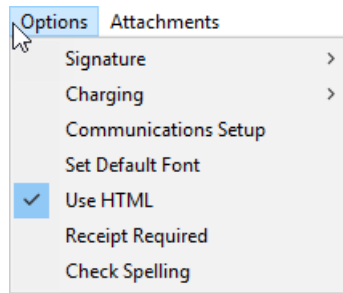 Options Attachments
Signature
Charging
Communications Setup
Set Default Font
Use HTML
Receipt Required
Check Spelling